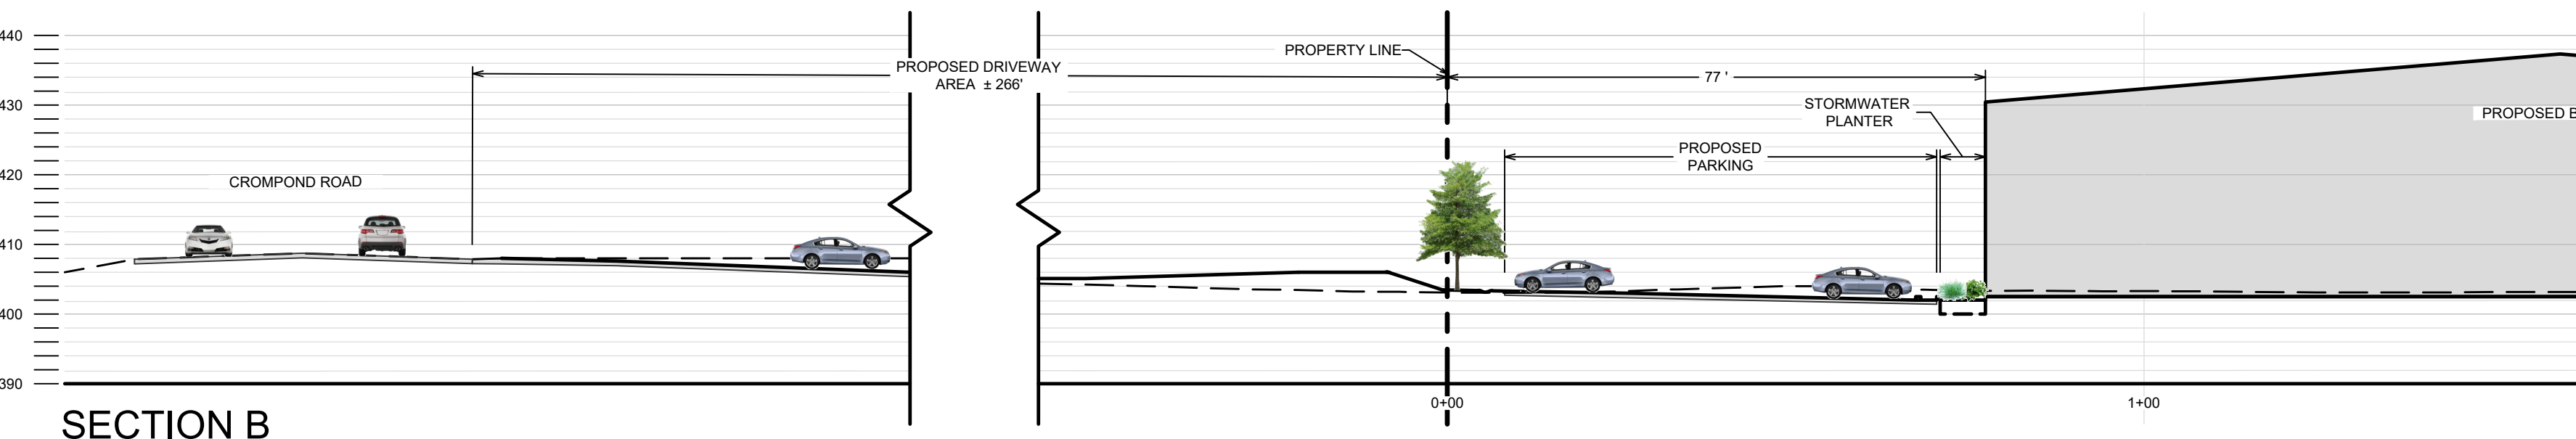 440
430
420
410
400
390
CROMPOND ROAD
PROPOSED DRIVEWAY
AREA ± 266'
PROPERTY LINE
77 '
STORMWATER
PLANTER
PROPOSED
PARKING
PROPOSED B
0+00
1+00
SECTION B